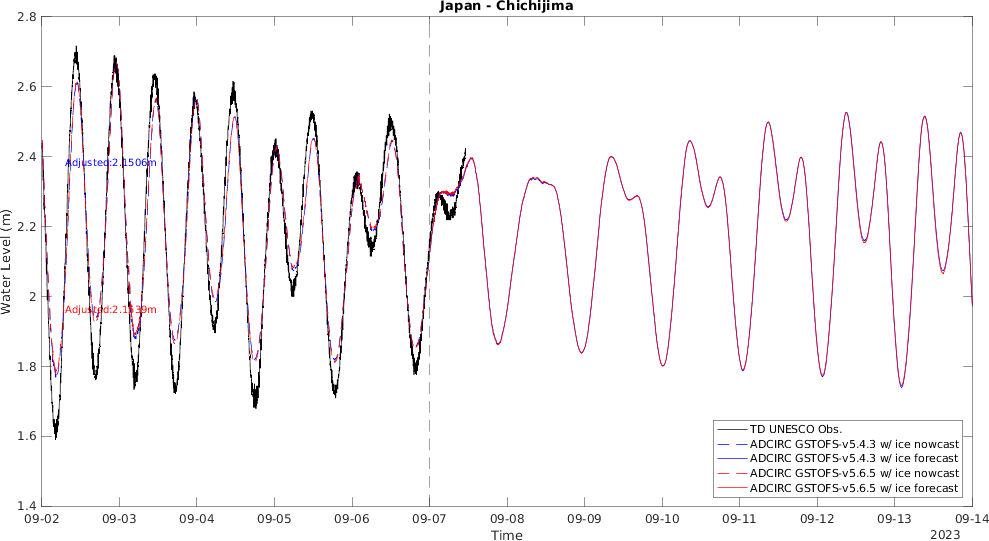 Japan - Chichijima
Water Level (m)
2.8
2.6
2.4
2.2
2
1.8
1.6
1.4
Adjusted:2.1506m
Adjusted:2.1539m
TD UNESCO Obs.
ADCIRC GSTOFS-v5.4.3 w/ ice nowcast
ADCIRC GSTOFS-v5.4.3 w/ ice forecast
ADCIRC GSTOFS-v5.6.5 w/ ice nowcast
ADCIRC GSTOFS-v5.6.5 w/ ice forecast
09-02 09-03 09-04 09-05 09-06 09-07 09-08 09-09 09-10 09-11 09-12 09-13 09-14
Time
2023